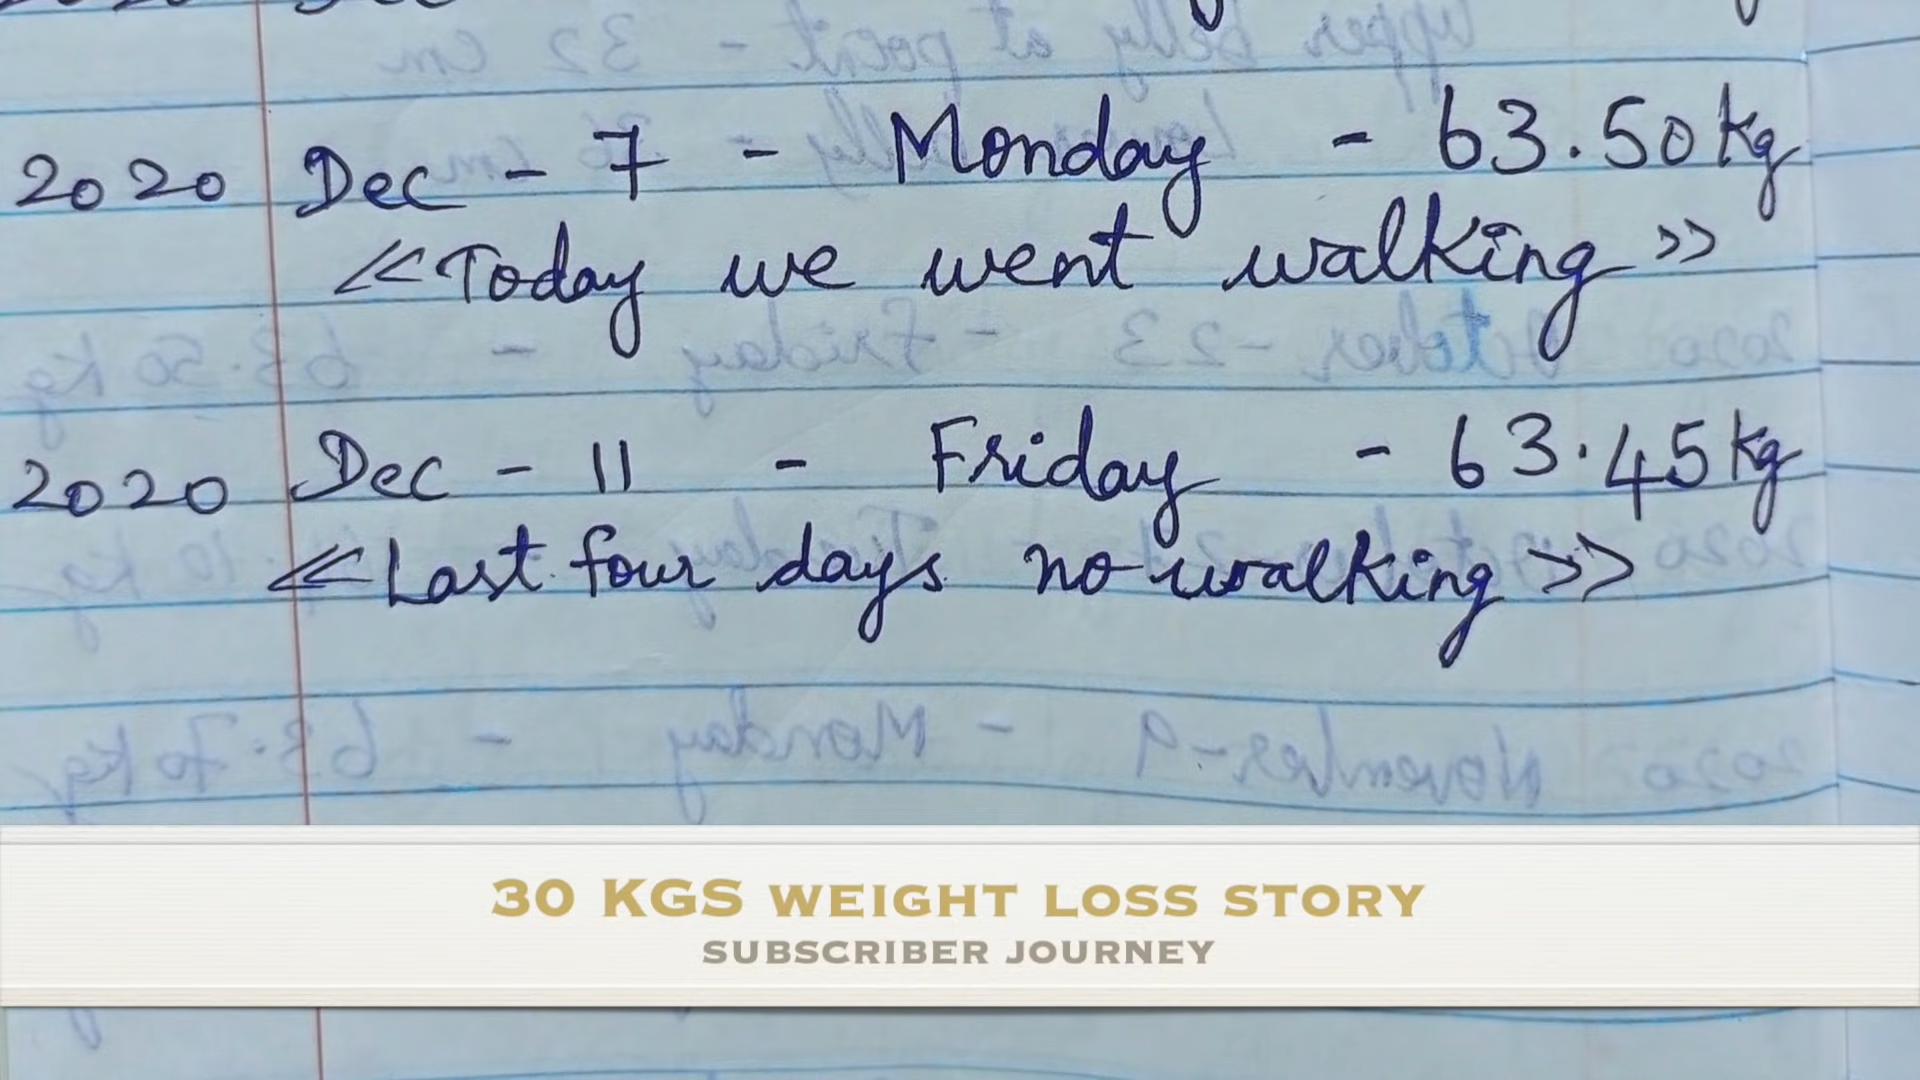 2020 Dec - 7 - Monday - 63.50 Kg
<<Today we went walking>>
2020 Dec - 11 - Friday - 63.45 Kg
<<Last four days no walking>>
30 KGS WEIGHT LOSS STORY
SUBSCRIBER JOURNEY